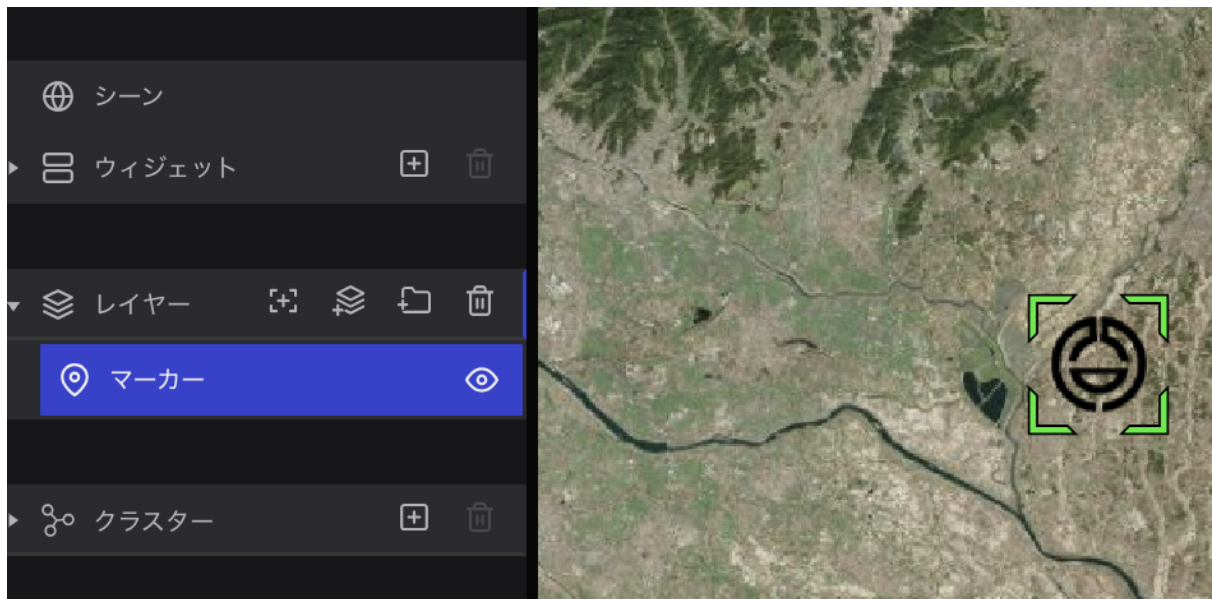 シーン
ウィジェット
レイヤー
マーカー
クラスター